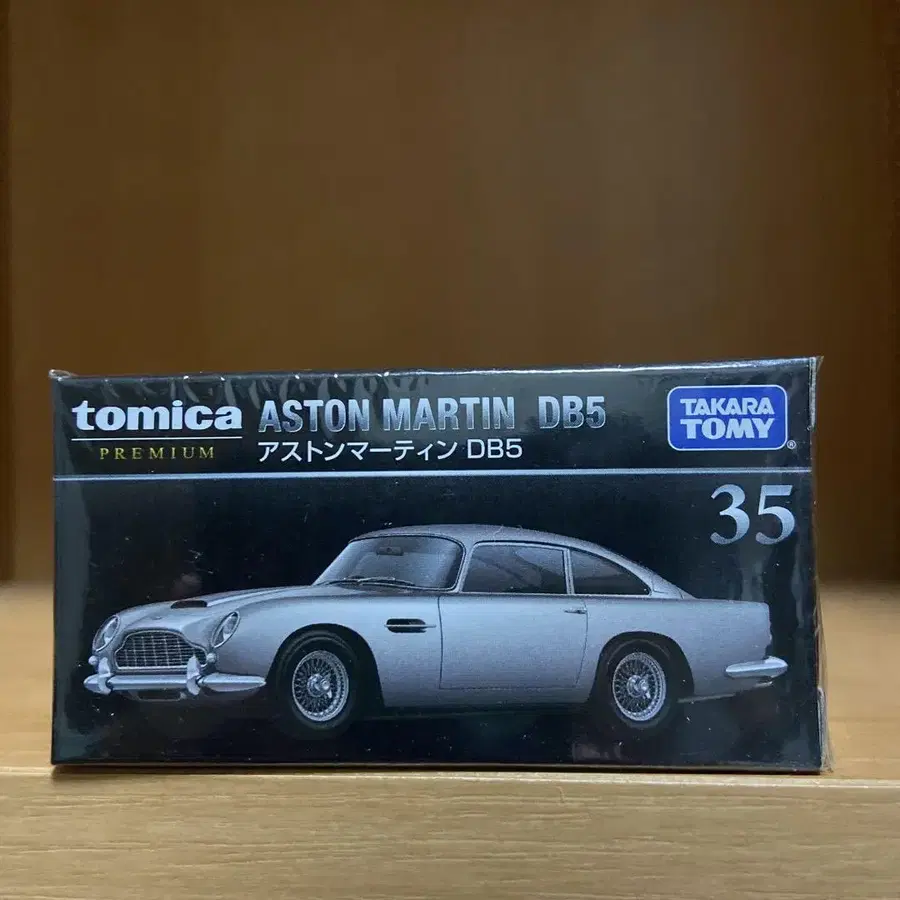 tomica
PREMIUM
ASTON MARTIN DB5
アストンマーティン DB5
TAKARA
TOMY
®
35